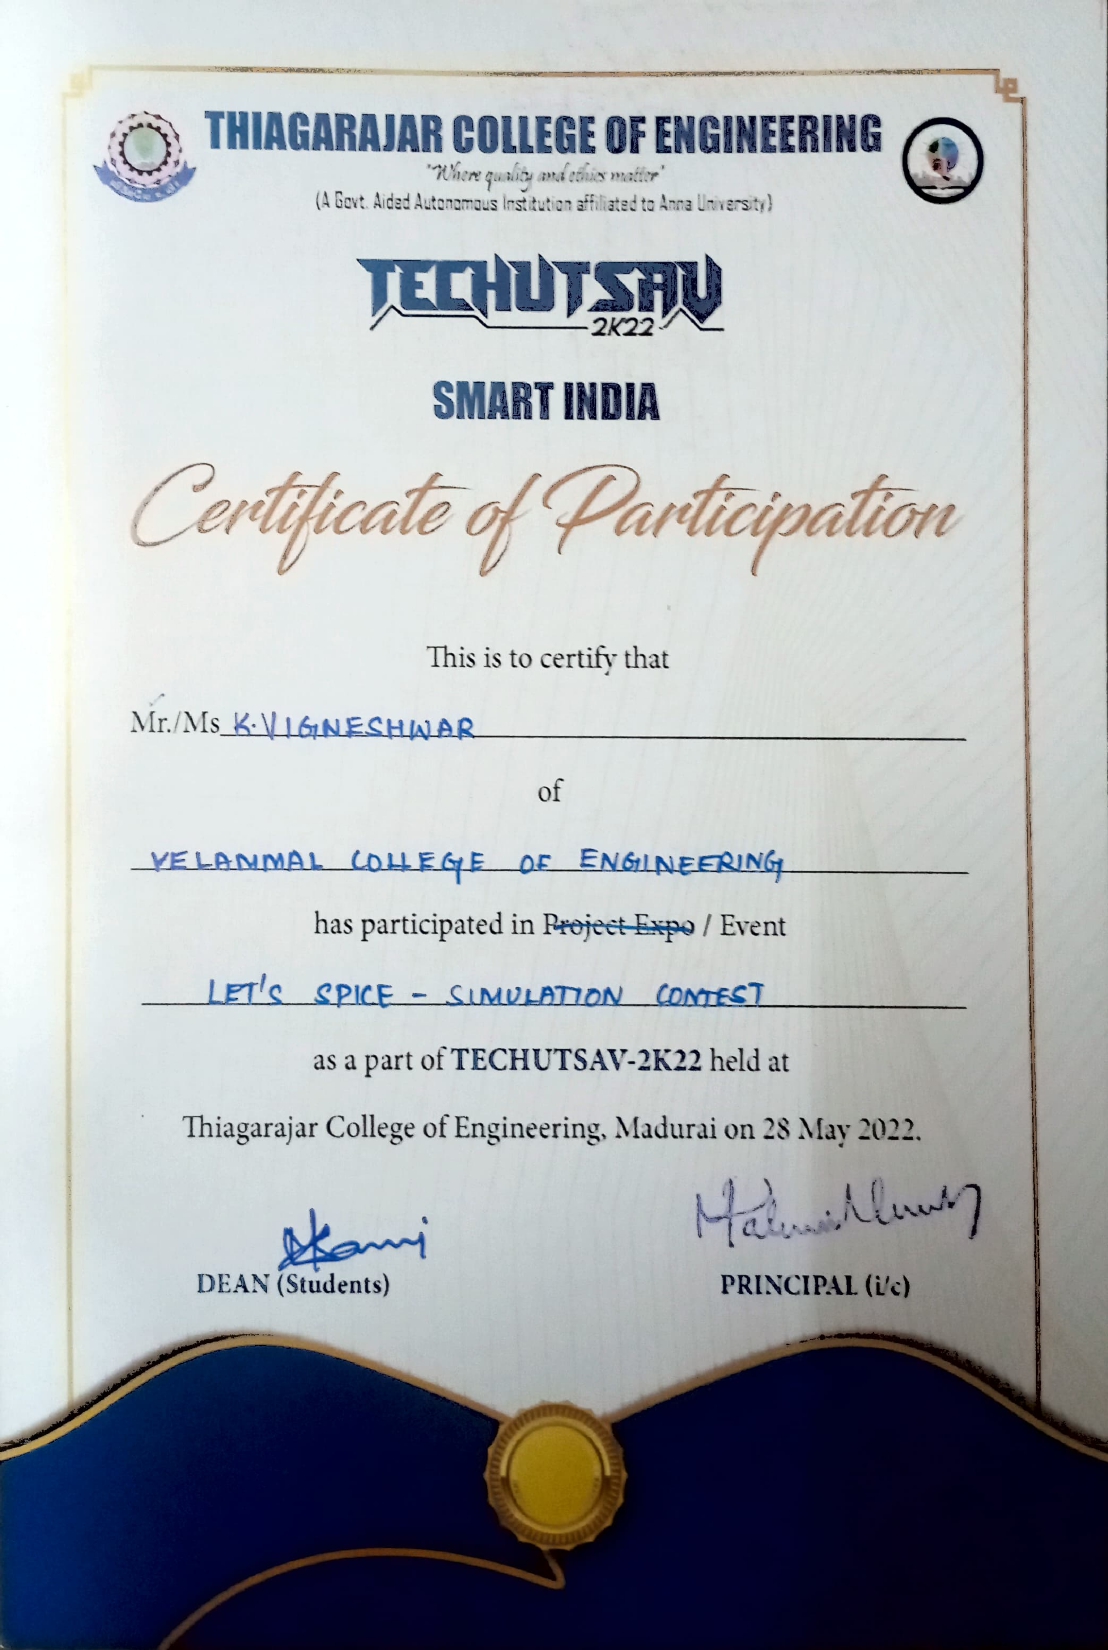 THIAGARAJAR COLLEGE OF ENGINEERING
"Where quality and ethics matter"
(A Govt. Aided Autonomous Institution affiliated to Anna University)
TECHUTSAV
2K22
SMART INDIA
Certificate of Participation
This is to certify that
Mr./Ms K.VIGNESHWAR
of
VELAMMAL COLLEGE OF ENGINEERING
has participated in Project Expo / Event
LET'S SPICE - SIMULATION CONTEST
as a part of TECHUTSAV-2K22 held at
Thiagarajar College of Engineering, Madurai on 28 May 2022.
DEAN (Students) PRINCIPAL (i/c)